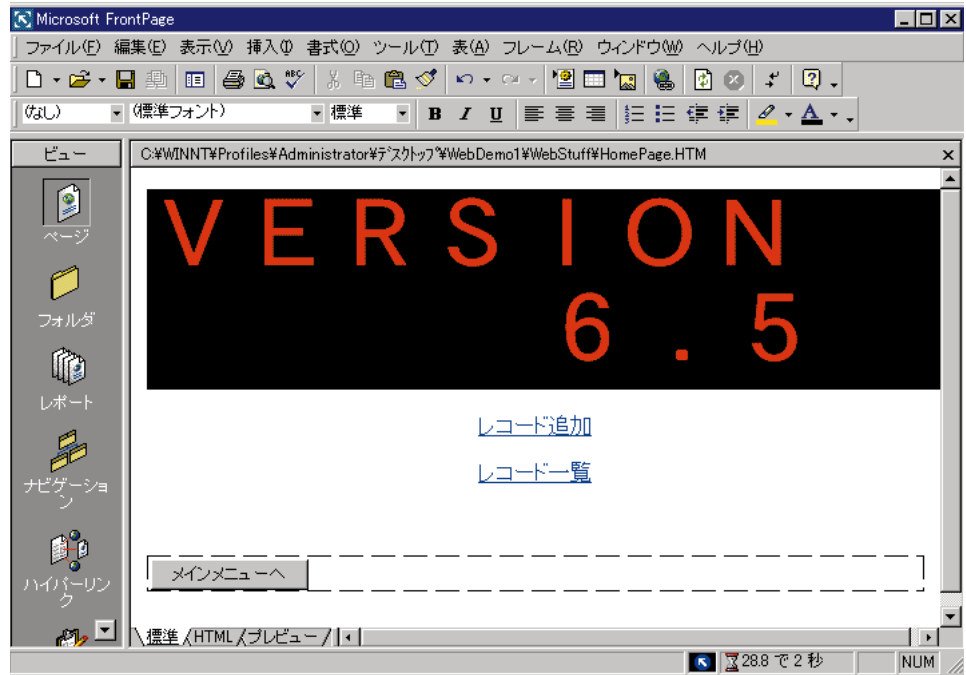 Microsoft FrontPage
ファイル(F) 編集(E) 表示(V) 挿入(I) 書式(O) ツール(T) 表(A) フレーム(R) ウィンドウ(W) ヘルプ(H)
(なし) (標準フォント) 標準 B I U A
ビュー
C:¥WINNT¥Profiles¥Administrator¥ﾃﾞｽｸﾄｯﾌﾟ¥WebDemo1¥WebStuff¥HomePage.HTM
VERSION
6.5
ページ
フォルダ
レポート
ナビゲーショ
ン
ハイパーリン
ク
レコード追加
レコード一覧
メインメニューへ
標準 HTML プレビュー
28.8 で 2 秒 NUM